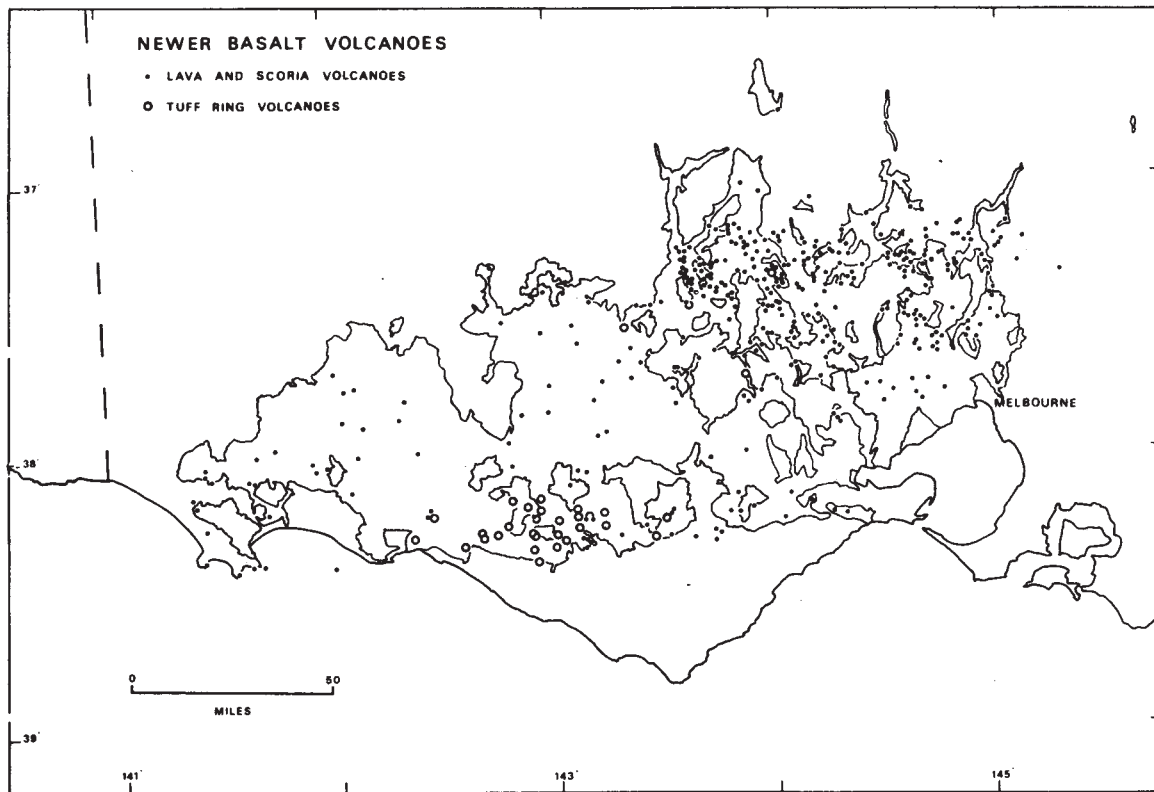 NEWER BASALT VOLCANOES
LAVA AND SCORIA VOLCANOES
TUFF RING VOLCANOES
37°
MELBOURNE
38°
0 50
MILES
39°
141° 143° 145°